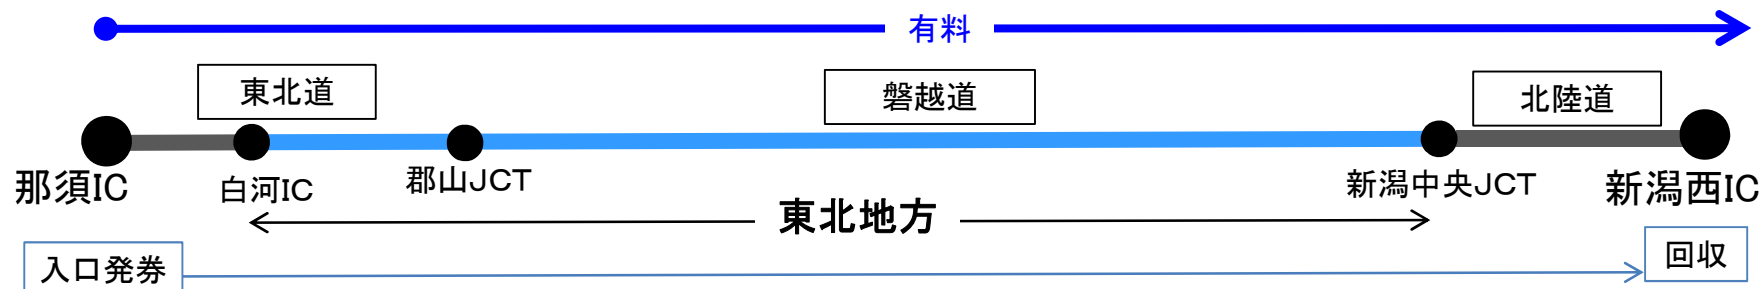 有料
東北道
磐越道
北陸道
那須IC
白河IC
郡山JCT
新潟中央JCT
新潟西IC
東北地方
入口発券
回収